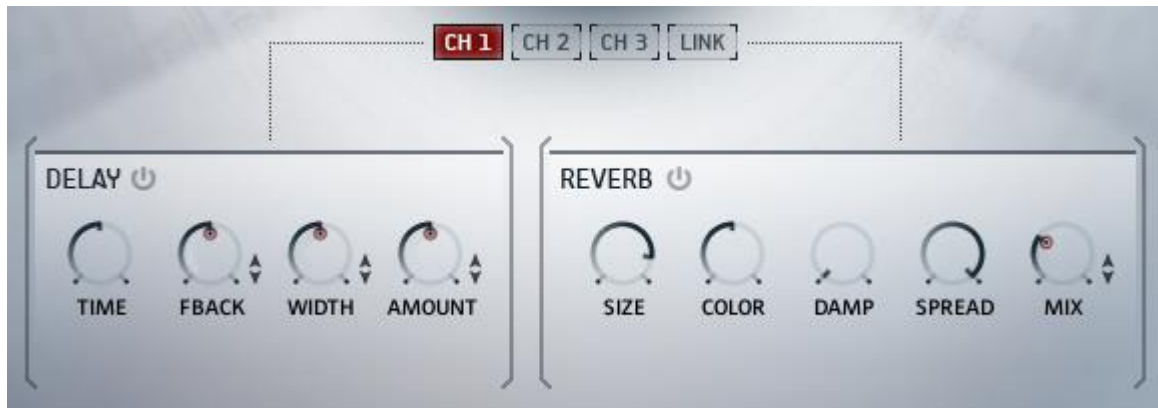 CH 1 CH 2 CH 3 LINK
DELAY
TIME FBACK WIDTH AMOUNT
REVERB
SIZE COLOR DAMP SPREAD MIX